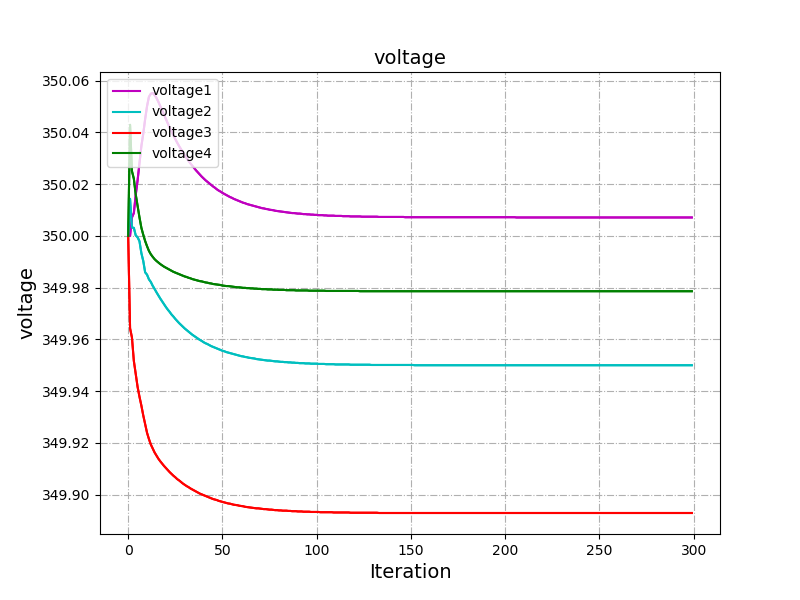 voltage
350.06
350.04
350.02
350.00
349.98
349.96
349.94
349.92
349.90
voltage
voltage1
voltage2
voltage3
voltage4
0 50 100 150 200 250 300
Iteration